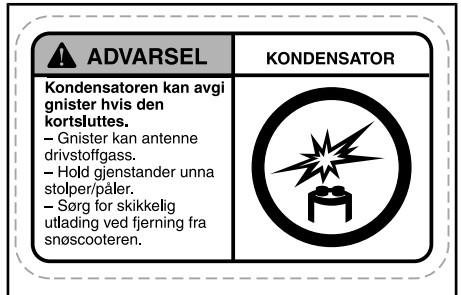 ADVARSEL
KONDENSATOR
Kondensatoren kan avgi
gnister hvis den
kortsluttes.
– Gnister kan antenne
drivstoffgass.
– Hold gjenstander unna
stolper/påler.
– Sørg for skikkelig
utlading ved fjerning fra
snøscooteren.